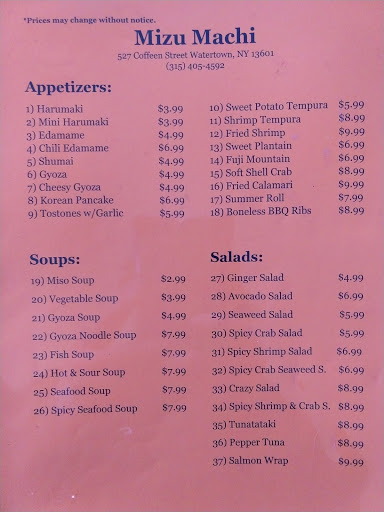 *Prices may change without notice.
Mizu Machi
527 Coffeen Street Watertown, NY 13601
(315) 405-4592
Appetizers:
1) Harumaki $3.99
2) Mini Harumaki $3.99
3) Edamame $4.99
4) Chili Edamame $6.99
5) Shumai $4.99
6) Gyoza $4.99
7) Cheesy Gyoza $4.99
8) Korean Pancake $6.99
9) Tostones w/Garlic $5.99
10) Sweet Potato Tempura $5.99
11) Shrimp Tempura $8.99
12) Fried Shrimp $9.99
13) Sweet Plantain $6.99
14) Fuji Mountain $6.99
15) Soft Shell Crab $8.99
16) Fried Calamari $9.99
17) Summer Roll $7.99
18) Boneless BBQ Ribs $8.99
Soups:
19) Miso Soup $2.99
20) Vegetable Soup $3.99
21) Gyoza Soup $4.99
22) Gyoza Noodle Soup $7.99
23) Fish Soup $7.99
24) Hot & Sour Soup $7.99
25) Seafood Soup $7.99
26) Spicy Seafood Soup $7.99
Salads:
27) Ginger Salad $4.99
28) Avocado Salad $6.99
29) Seaweed Salad $5.99
30) Spicy Crab Salad $5.99
31) Spicy Shrimp Salad $6.99
32) Spicy Crab Seaweed S. $6.99
33) Crazy Salad $8.99
34) Spicy Shrimp & Crab S. $8.99
35) Tunatataki $8.99
36) Pepper Tuna $8.99
37) Salmon Wrap $9.99